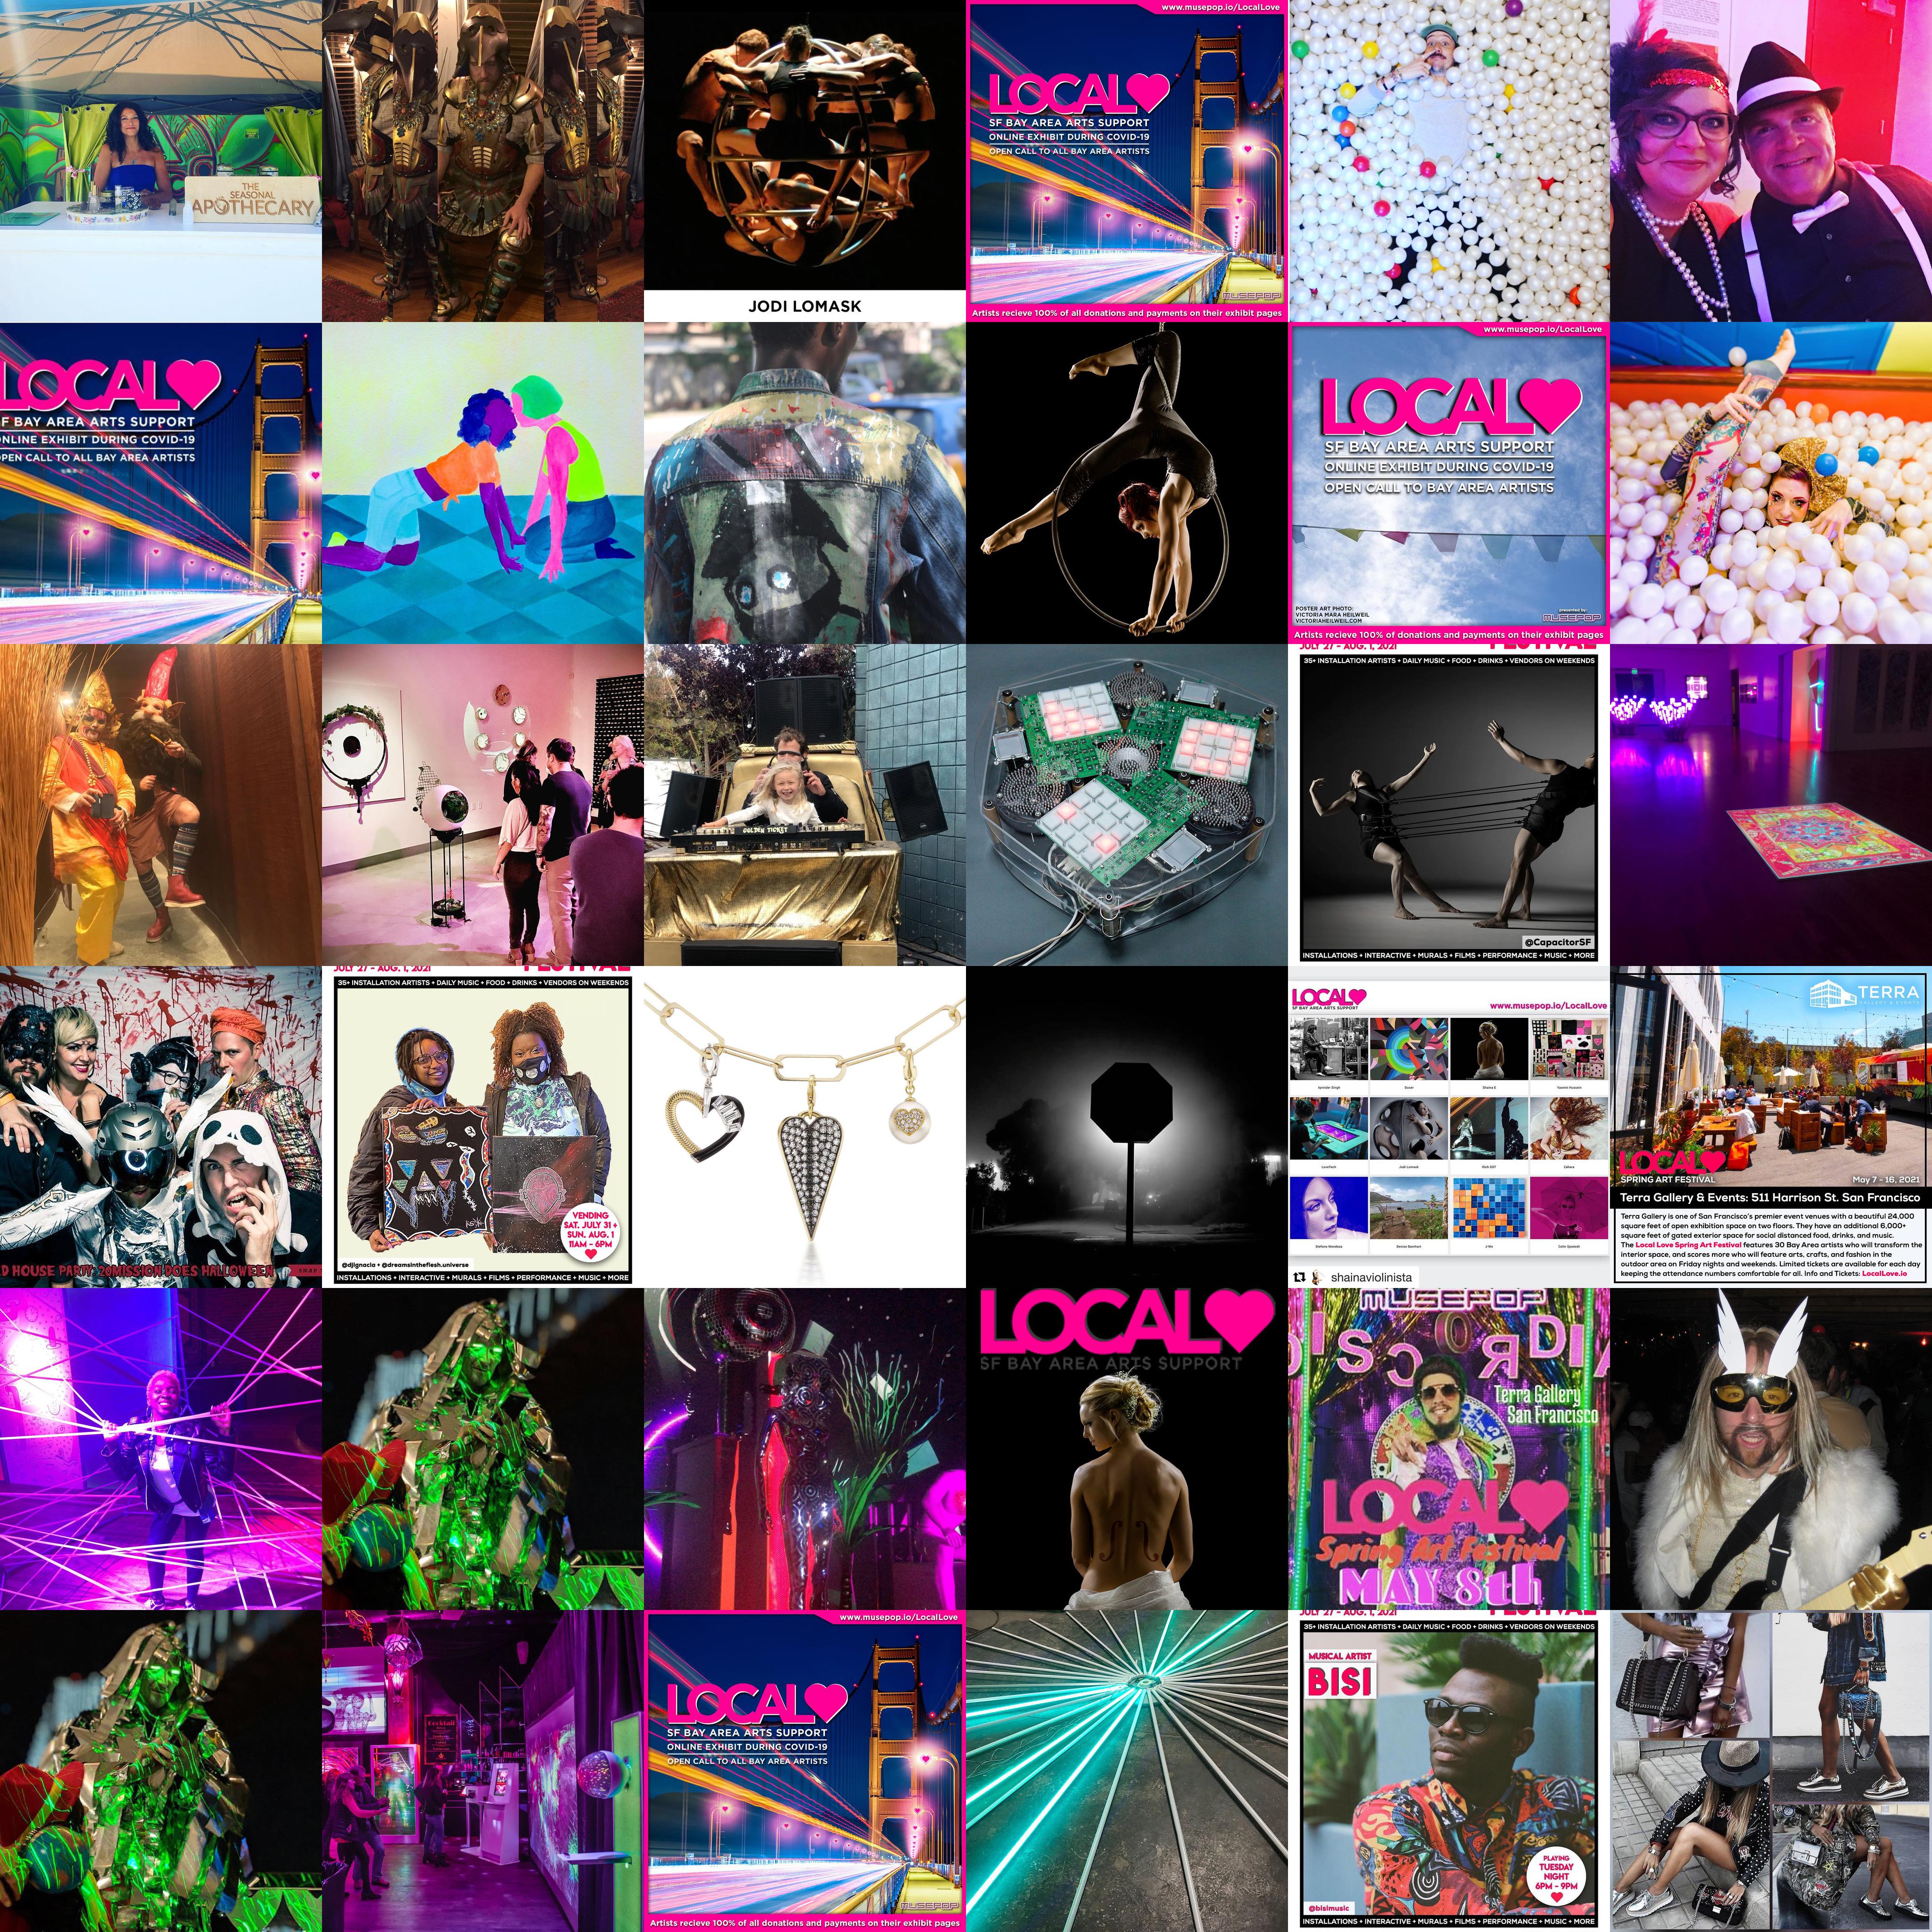 THE
SEASONAL
APOTHECARY
JODI LOMASK
www.musepop.io/LocalLove
LOCAL
SF BAY AREA ARTS SUPPORT
ONLINE EXHIBIT DURING COVID-19
OPEN CALL TO ALL BAY AREA ARTISTS
MUSEPOP
Artists recieve 100% of all donations and payments on their exhibit pages
LOCAL
F BAY AREA ARTS SUPPORT
ONLINE EXHIBIT DURING COVID-19
OPEN CALL TO ALL BAY AREA ARTISTS
www.musepop.io/LocalLove
LOCAL
SF BAY AREA ARTS SUPPORT
ONLINE EXHIBIT DURING COVID-19
OPEN CALL TO BAY AREA ARTISTS
POSTER ART PHOTO:
VICTORIA MARA HEILWEIL
VICTORIAHEILWEIL.COM
presented by:
MUSEPOP
Artists recieve 100% of donations and payments on their exhibit pages
GOLDEN TICKET
JULY 27 - AUG. 1, 2021 FESTIVAL
35+ INSTALLATION ARTISTS + DAILY MUSIC + FOOD + DRINKS + VENDORS ON WEEKENDS
@CapacitorSF
INSTALLATIONS + INTERACTIVE + MURALS + FILMS + PERFORMANCE + MUSIC + MORE
D HOUSE PARTY 20MISSION DOES HALLOWEEN
JULY 27 - AUG. 1, 2021 FESTIVAL
35+ INSTALLATION ARTISTS + DAILY MUSIC + FOOD + DRINKS + VENDORS ON WEEKENDS
VENDING
SAT. JULY 31 +
SUN. AUG. 1
11AM - 6PM
@djignacia + @dreamsintheflesh.universe
INSTALLATIONS + INTERACTIVE + MURALS + FILMS + PERFORMANCE + MUSIC + MORE
LOCAL
SF BAY AREA ARTS SUPPORT
www.musepop.io/LocalLove
Shaina E
Yasmin Hussain
LoveTech
Jodi Lomask
Rich DDT
Zahara
shainaviolinista
TERRA
GALLERY & EVENTS
LOCAL
SPRING ART FESTIVAL
May 7 - 16, 2021
Terra Gallery & Events: 511 Harrison St. San Francisco
Terra Gallery is one of San Francisco's premier event venues with a beautiful 24,000
square feet of open exhibition space on two floors. They have an additional 6,000+
square feet of gated exterior space for social distanced food, drinks, and music.
The Local Love Spring Art Festival features 30 Bay Area artists who will transform the
interior space, and scores more who will feature arts, crafts, and fashion in the
outdoor area on Friday nights and weekends. Limited tickets are available for each day
keeping the attendance numbers comfortable for all. Info and Tickets: LocalLove.io
LOCAL
SF BAY AREA ARTS SUPPORT
MUSEPOP
DISCORDIA
Terra Gallery
San Francisco
LOCAL
Spring Art Festival
MAY 8th
www.musepop.io/LocalLove
LOCAL
SF BAY AREA ARTS SUPPORT
ONLINE EXHIBIT DURING COVID-19
OPEN CALL TO ALL BAY AREA ARTISTS
MUSEPOP
Artists recieve 100% of all donations and payments on their exhibit pages
JULY 27 - AUG. 1, 2021 FESTIVAL
35+ INSTALLATION ARTISTS + DAILY MUSIC + FOOD + DRINKS + VENDORS ON WEEKENDS
MUSICAL ARTIST
BISI
PLAYING
TUESDAY
NIGHT
6PM - 9PM
@bisimusic
INSTALLATIONS + INTERACTIVE + MURALS + FILMS + PERFORMANCE + MUSIC + MORE